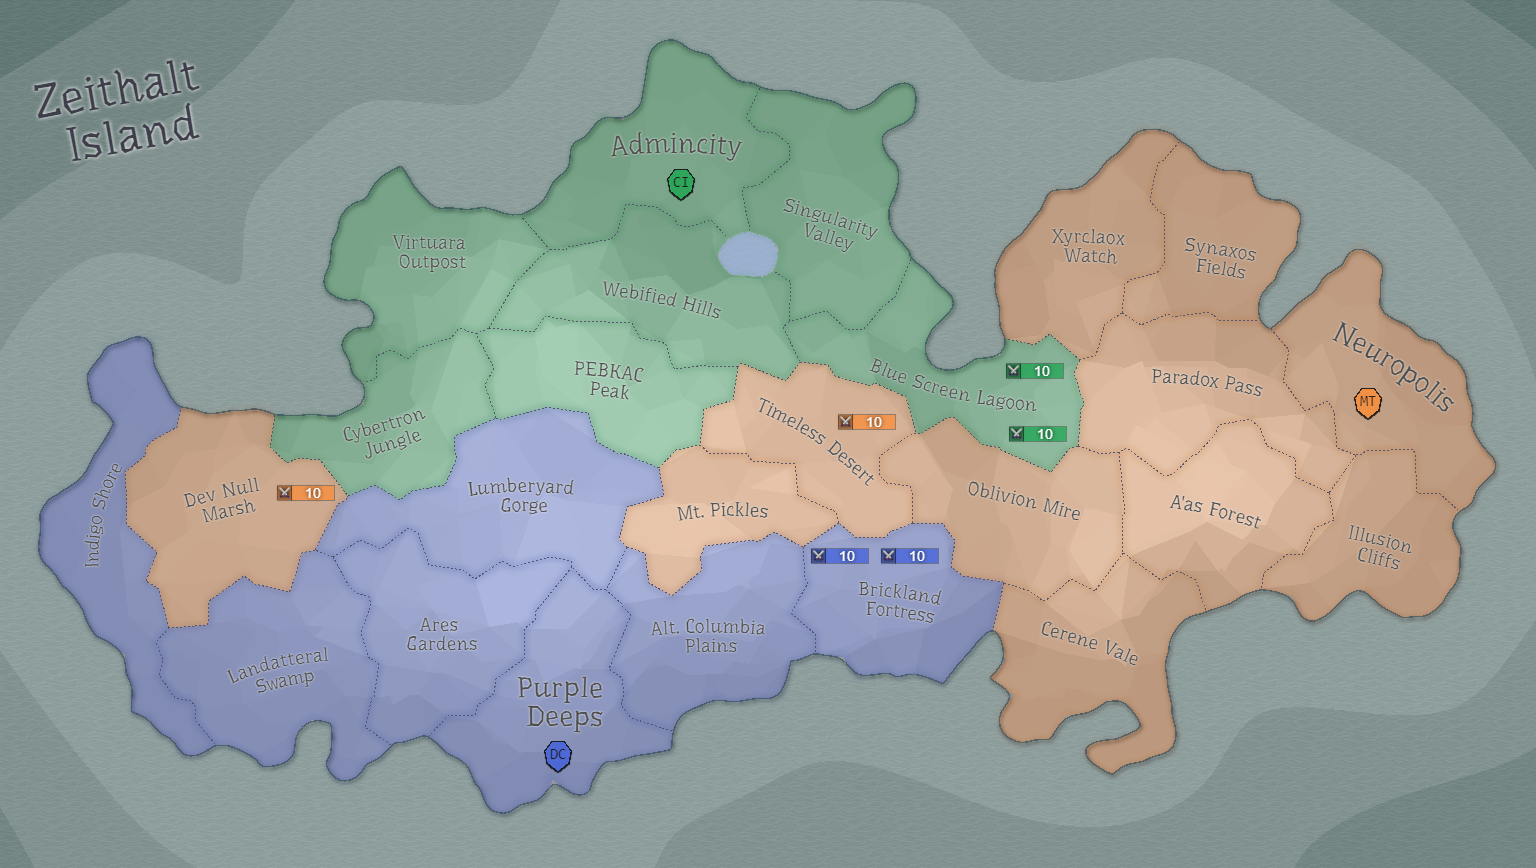 Zeithalt
Island
Admincity
CI
Singularity
Valley
Virtuara
Outpost
Webified Hills
Xyrclaox
Watch
Synaxos
Fields
Neuropolis
MT
PEBKAC
Peak
Blue Screen Lagoon
10
10
Paradox Pass
Cybertron
Jungle
Timeless Desert
10
Indigo Shore
Dev Null
Marsh
10
Lumberyard
Gorge
Mt. Pickles
Oblivion Mire
A'as Forest
Illusion
Cliffs
10
10
Brickland
Fortress
Ares
Gardens
Alt. Columbia
Plains
Cerene Vale
Landatteral
Swamp
Purple
Deeps
DC